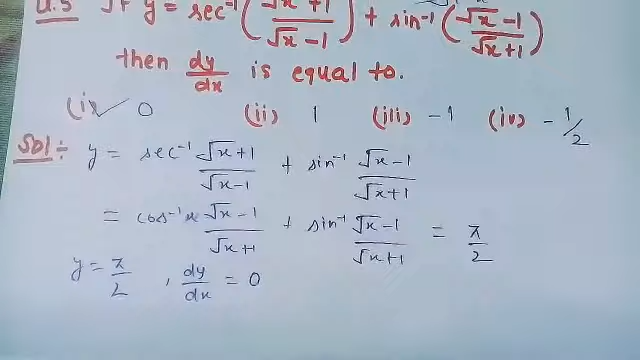 Q.5 If y = sec⁻¹ (√x +1 / √x -1) + sin⁻¹ (√x -1 / √x +1)
then dy/dx is equal to.
(i) ✓ 0 (ii) 1 (iii) -1 (iv) -1/2
Sol:- y = sec⁻¹ √x+1 / √x-1 + sin⁻¹ √x-1 / √x+1
= cos⁻¹ x √x-1 / √x+1 + sin⁻¹ √x-1 / √x+1 = π/2
y = π/2 , dy/dx = 0